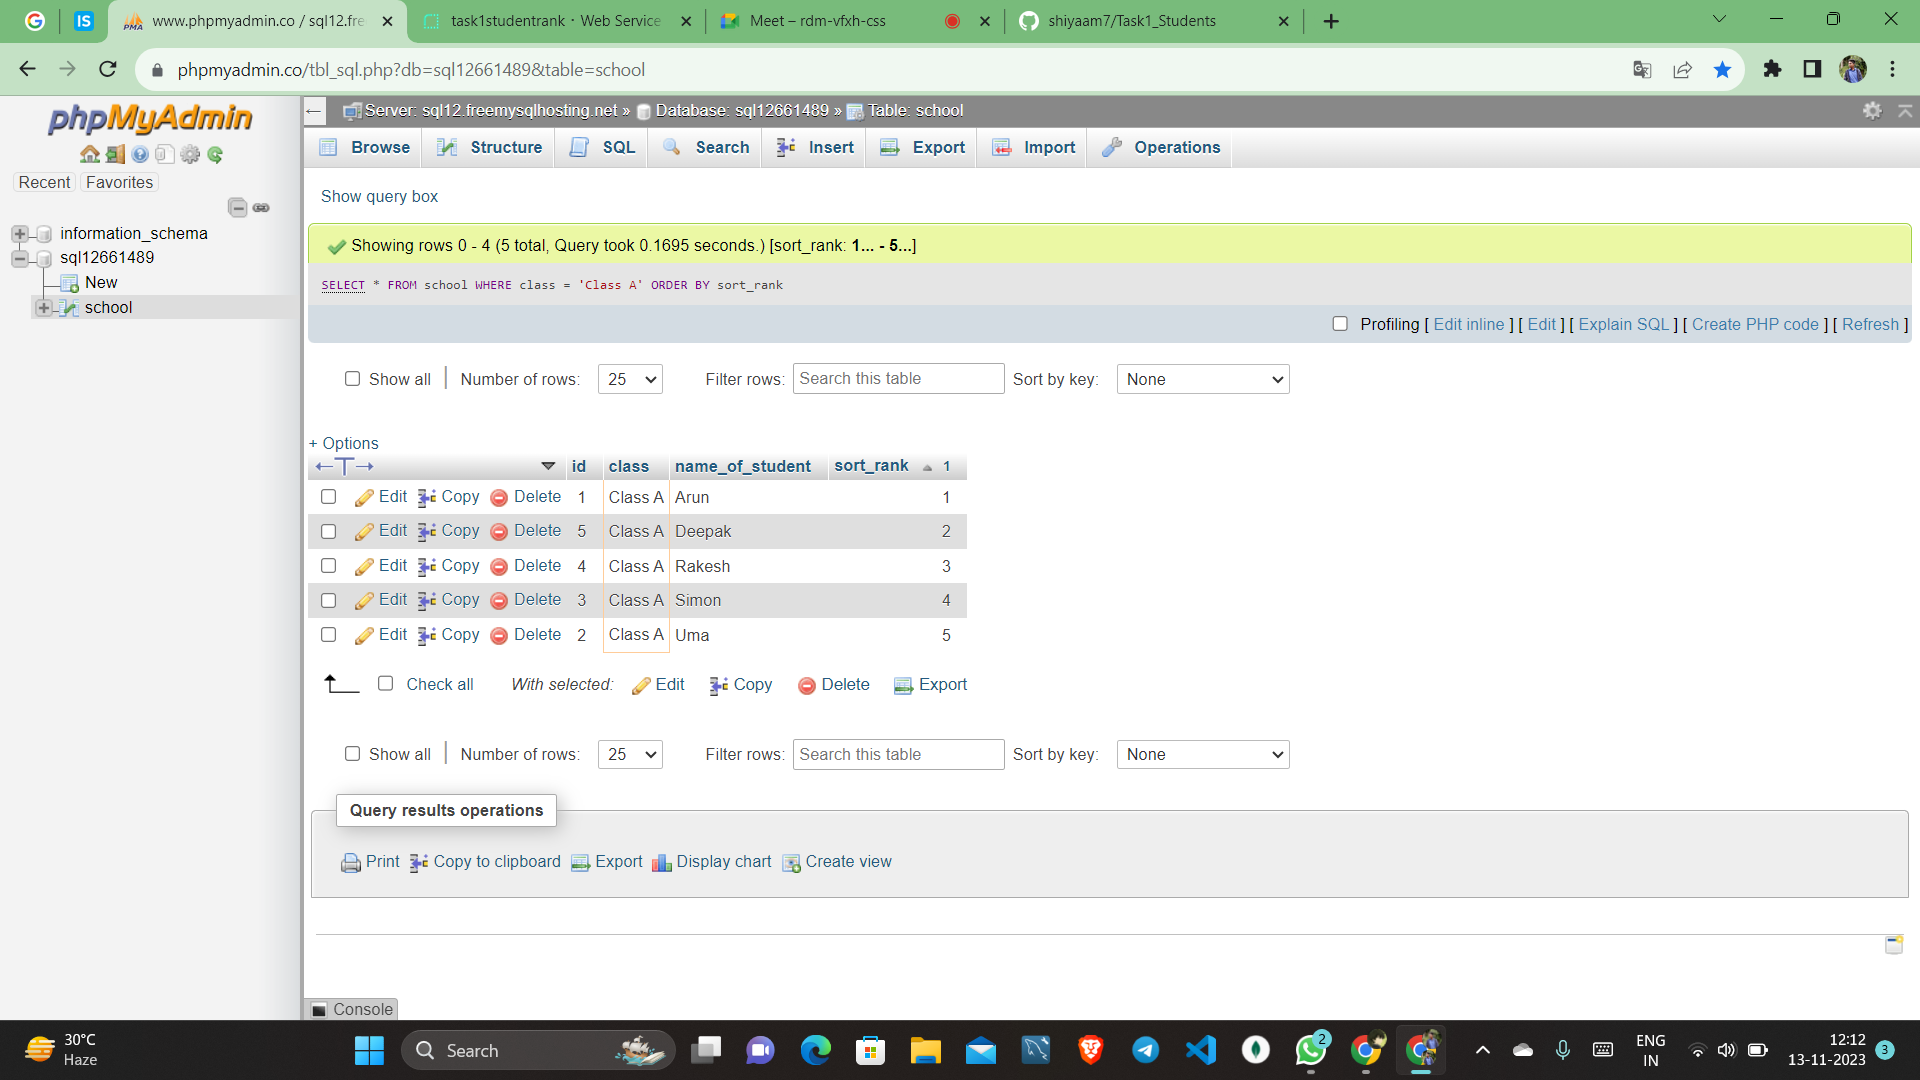 www.phpmyadmin.co / sql12.fre
task1studentrank · Web Service
Meet – rdm-vfxh-css
shiyaam7/Task1_Students
phpmyadmin.co/tbl_sql.php?db=sql12661489&table=school
phpMyAdmin
Recent Favorites
information_schema
sql12661489
New
school
Server: sql12.freemysqlhosting.net » Database: sql12661489 » Table: school
Browse Structure SQL Search Insert Export Import Operations
Show query box
Showing rows 0 - 4 (5 total, Query took 0.1695 seconds.) [sort_rank: 1... - 5...]
SELECT * FROM school WHERE class = 'Class A' ORDER BY sort_rank
Profiling [ Edit inline ] [ Edit ] [ Explain SQL ] [ Create PHP code ] [ Refresh ]
Show all | Number of rows: 25 Filter rows: Search this table Sort by key: None
+ Options
←T→ id class name_of_student sort_rank 1
Edit Copy Delete 1 Class A Arun 1
Edit Copy Delete 5 Class A Deepak 2
Edit Copy Delete 4 Class A Rakesh 3
Edit Copy Delete 3 Class A Simon 4
Edit Copy Delete 2 Class A Uma 5
Check all With selected: Edit Copy Delete Export
Show all | Number of rows: 25 Filter rows: Search this table Sort by key: None
Query results operations
Print Copy to clipboard Export Display chart Create view
Console
30°C
Haze
Search
2
ENG
IN
12:12
13-11-2023
3